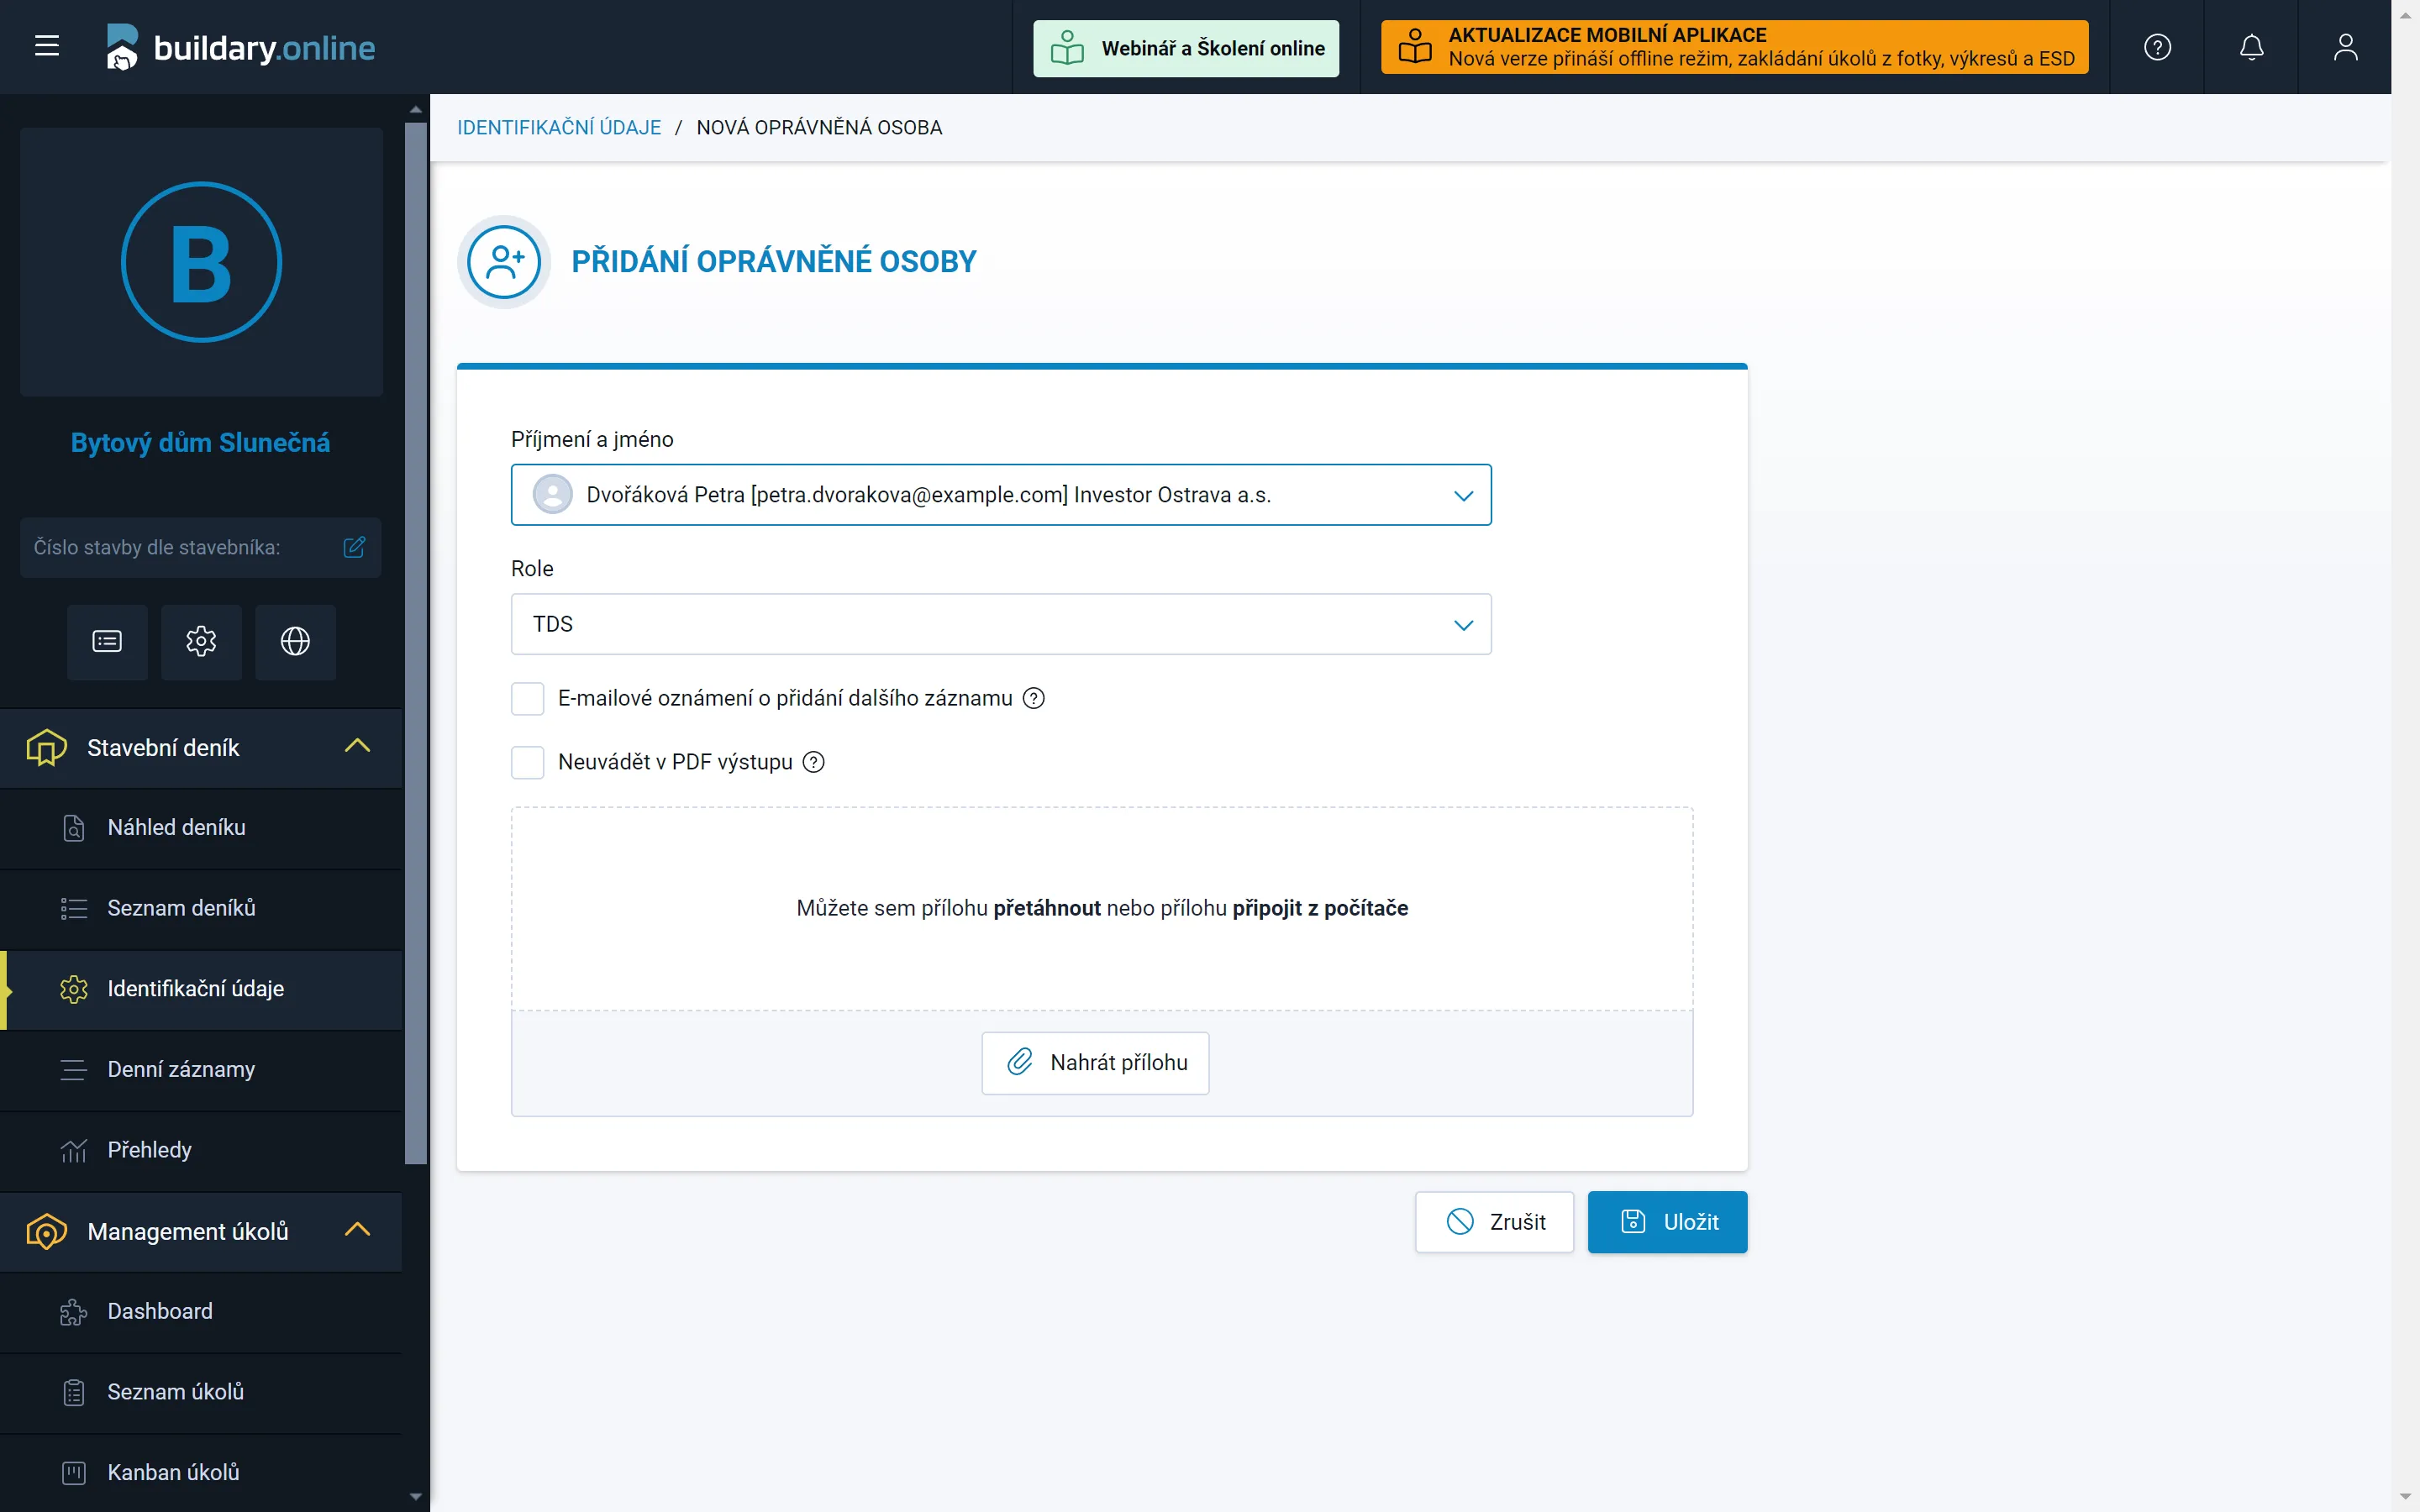 buildary.online
Webinář a Školení online
AKTUALIZACE MOBILNÍ APLIKACE
Nová verze přináší offline režim, zakládání úkolů z fotky, výkresů a ESD
IDENTIFIKAČNÍ ÚDAJE / NOVÁ OPRÁVNĚNÁ OSOBA
B
Bytový dům Slunečná
Číslo stavby dle stavebníka:
Stavební deník
Náhled deníku
Seznam deníků
Identifikační údaje
Denní záznamy
Přehledy
Management úkolů
Dashboard
Seznam úkolů
Kanban úkolů
PŘIDÁNÍ OPRÁVNĚNÉ OSOBY
Příjmení a jméno
Dvořáková Petra [petra.dvorakova@example.com] Investor Ostrava a.s.
Role
TDS
E-mailové oznámení o přidání dalšího záznamu
Neuvádět v PDF výstupu
Můžete sem přílohu přetáhnout nebo přílohu připojit z počítače
Nahrát přílohu
Zrušit
Uložit